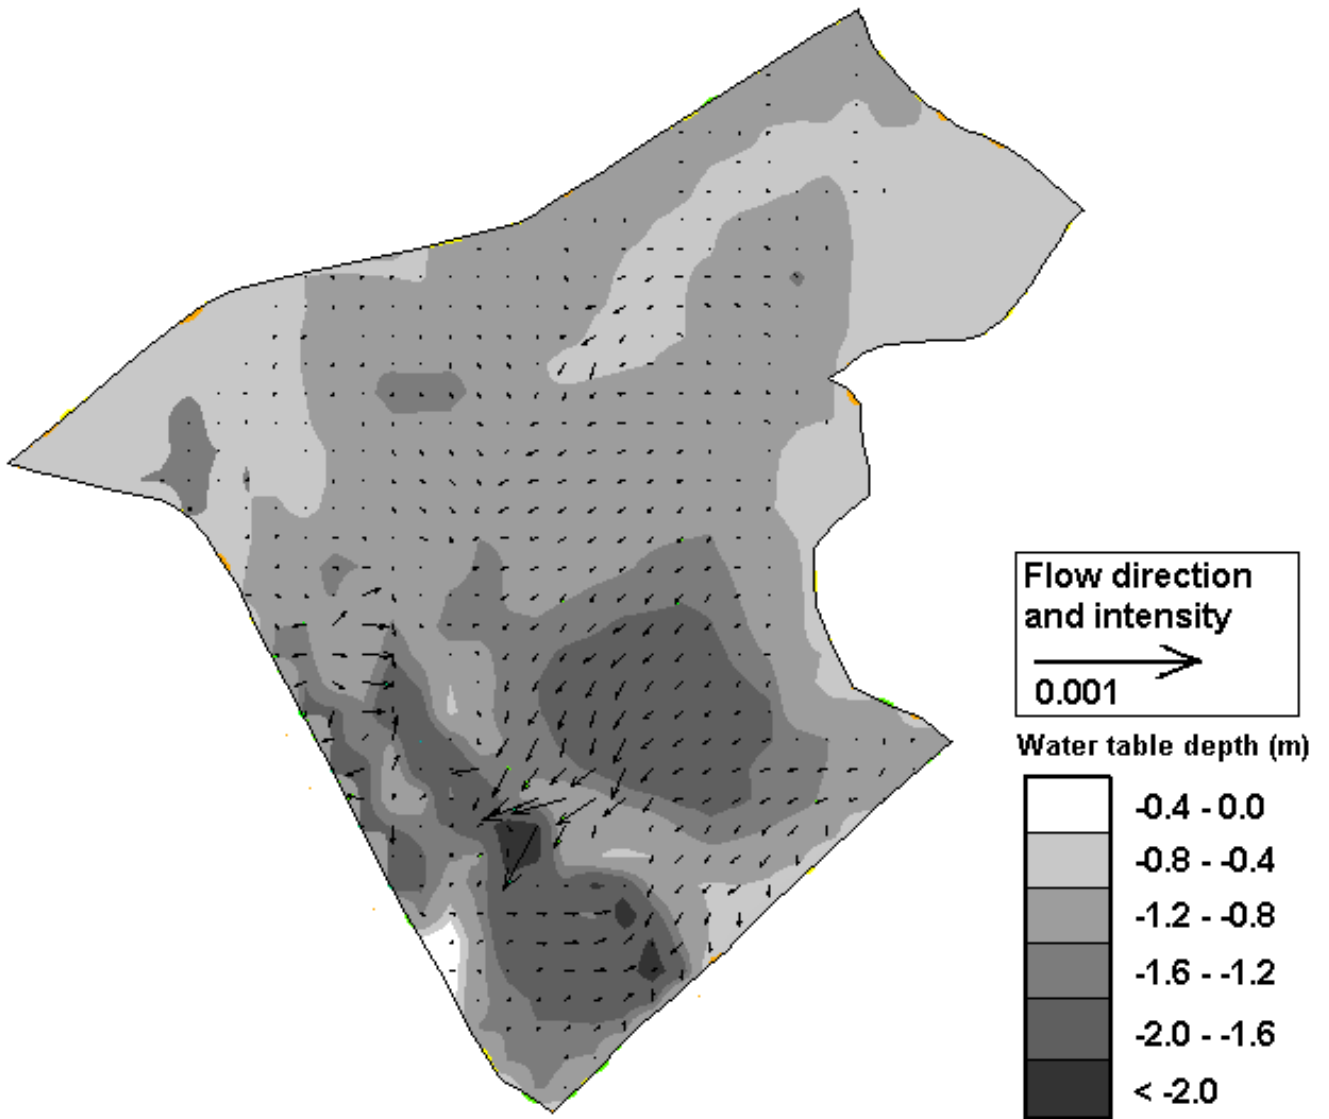 Flow direction
and intensity
0.001
Water table depth (m)
-0.4 - 0.0
-0.8 - -0.4
-1.2 - -0.8
-1.6 - -1.2
-2.0 - -1.6
< -2.0